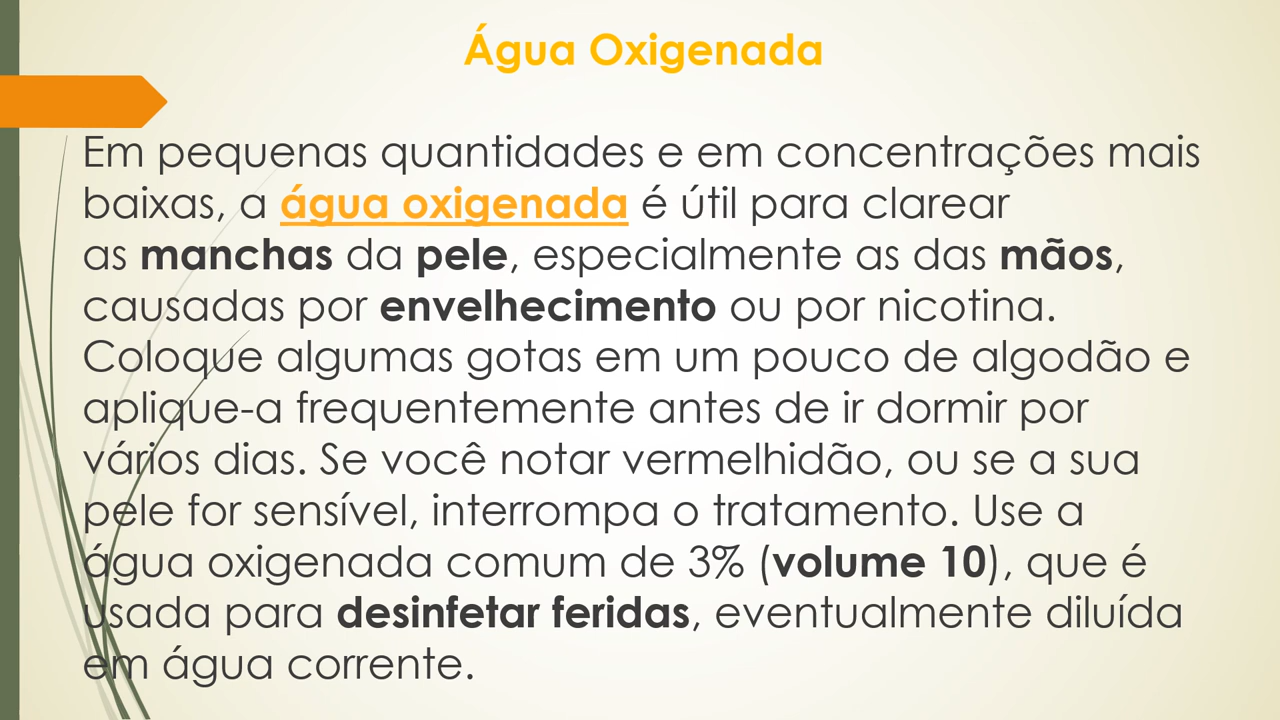 Água Oxigenada
Em pequenas quantidades e em concentrações mais
baixas, a água oxigenada é útil para clarear
as manchas da pele, especialmente as das mãos,
causadas por envelhecimento ou por nicotina.
Coloque algumas gotas em um pouco de algodão e
aplique-a frequentemente antes de ir dormir por
vários dias. Se você notar vermelhidão, ou se a sua
pele for sensível, interrompa o tratamento. Use a
água oxigenada comum de 3% (volume 10), que é
usada para desinfetar feridas, eventualmente diluída
em água corrente.